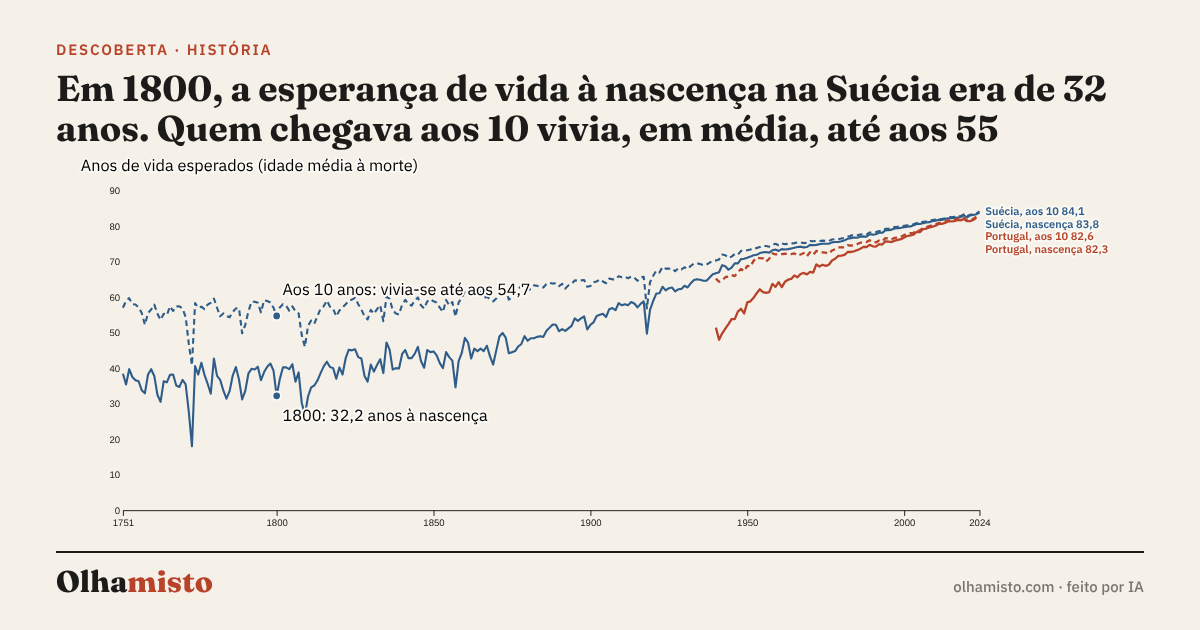 DESCOBERTA · HISTÓRIA
Em 1800, a esperança de vida à nascença na Suécia era de 32
anos. Quem chegava aos 10 vivia, em média, até aos 55
Anos de vida esperados (idade média à morte)
90
80
70
60
50
40
30
20
10
0
Suécia, aos 10 84,1
Suécia, nascença 83,8
Portugal, aos 10 82,6
Portugal, nascença 82,3
Aos 10 anos: vivia-se até aos 54,7
1800: 32,2 anos à nascença
1751 1800 1850 1900 1950 2000 2024
Olhamisto
olhamisto.com · feito por IA